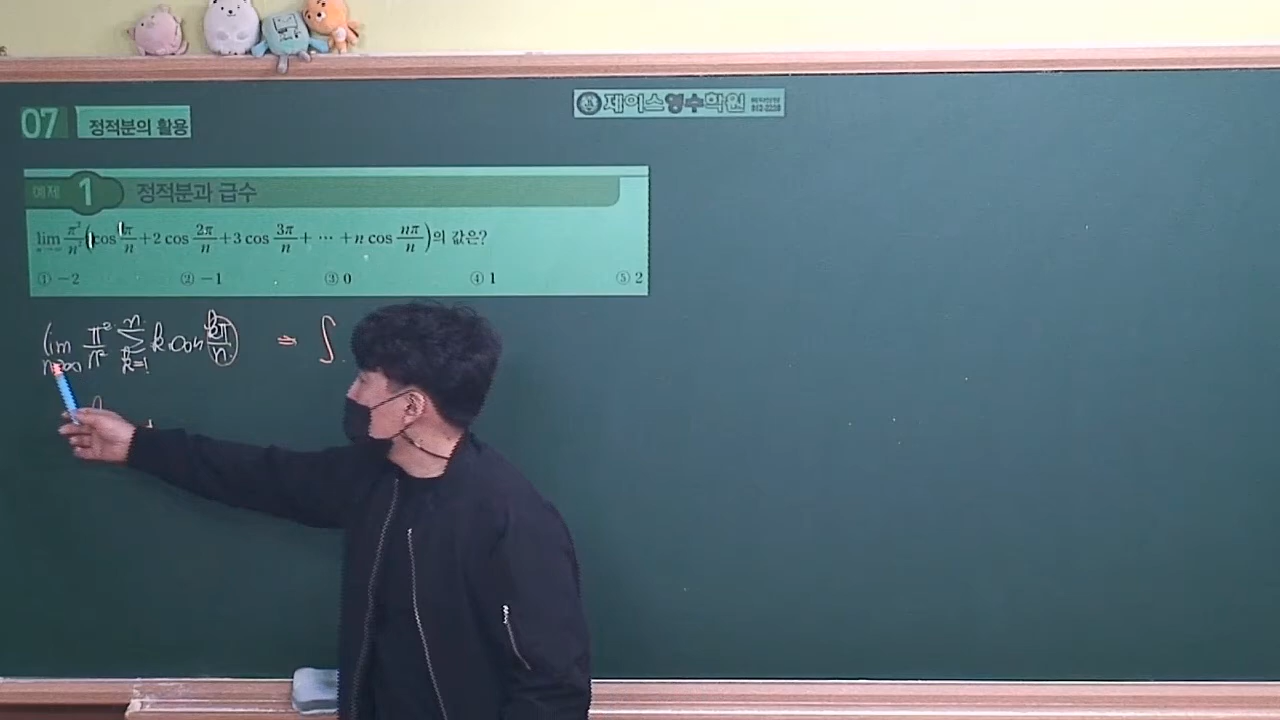 07 정적분의 활용
제이스영수학원
예제 1 정적분과 급수
lim π²/n² (cos 1π/n + 2 cos 2π/n + 3 cos 3π/n + ⋯ + n cos nπ/n)의 값은?
① −2 ② −1 ③ 0 ④ 1 ⑤ 2
lim n→∞ π²/n² Σ k=1 n k cos kπ/n = ∫